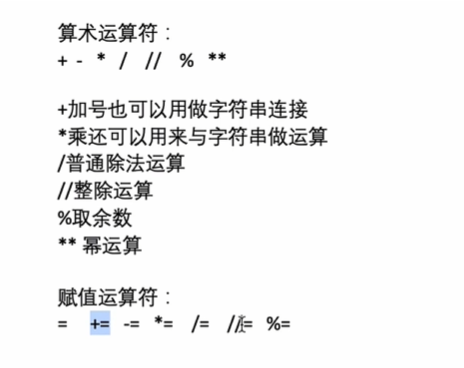 算术运算符：
+ - * / // % **
+加号也可以用做字符串连接
*乘还可以用来与字符串做运算
/普通除法运算
//整除运算
%取余数
** 幂运算
赋值运算符：
= += -= *= /= //= %=